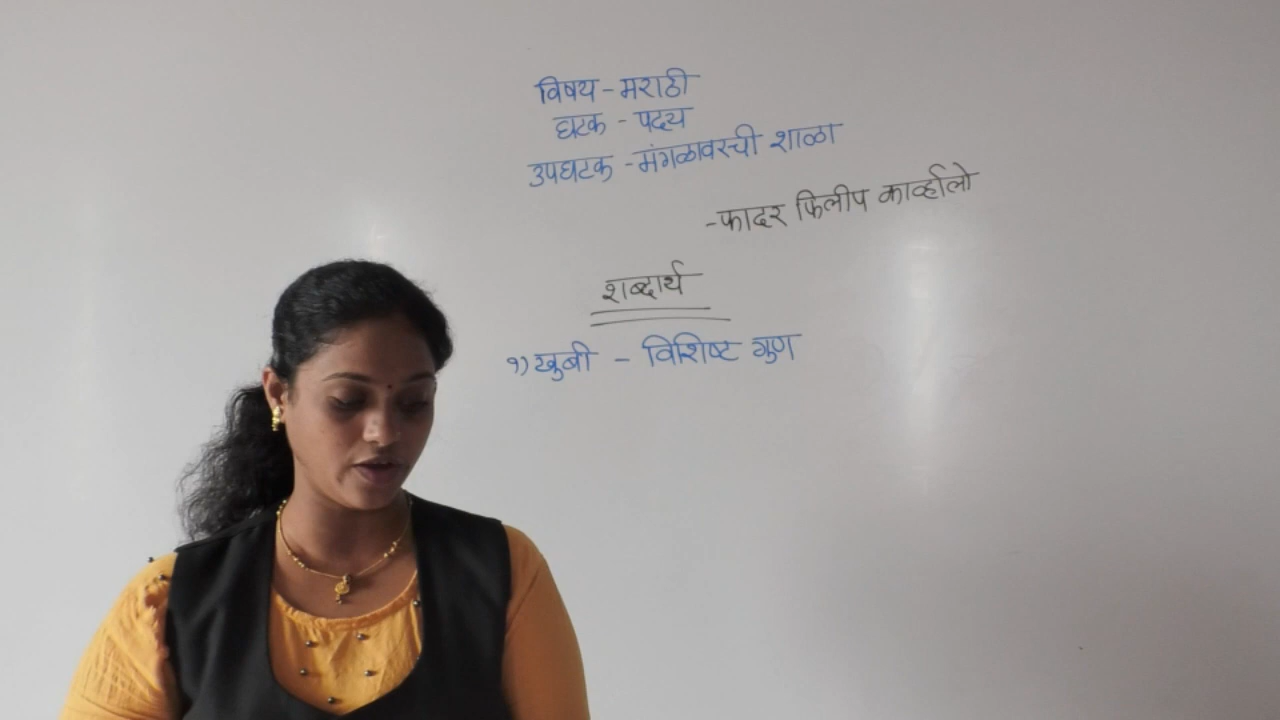 विषय - मराठी
घटक - पद्य
उपघटक - मंगळावरची शाळा
- फादर फिलीप कार्व्हालो
शब्दार्थ
१) खुबी - विशिष्ट गुण